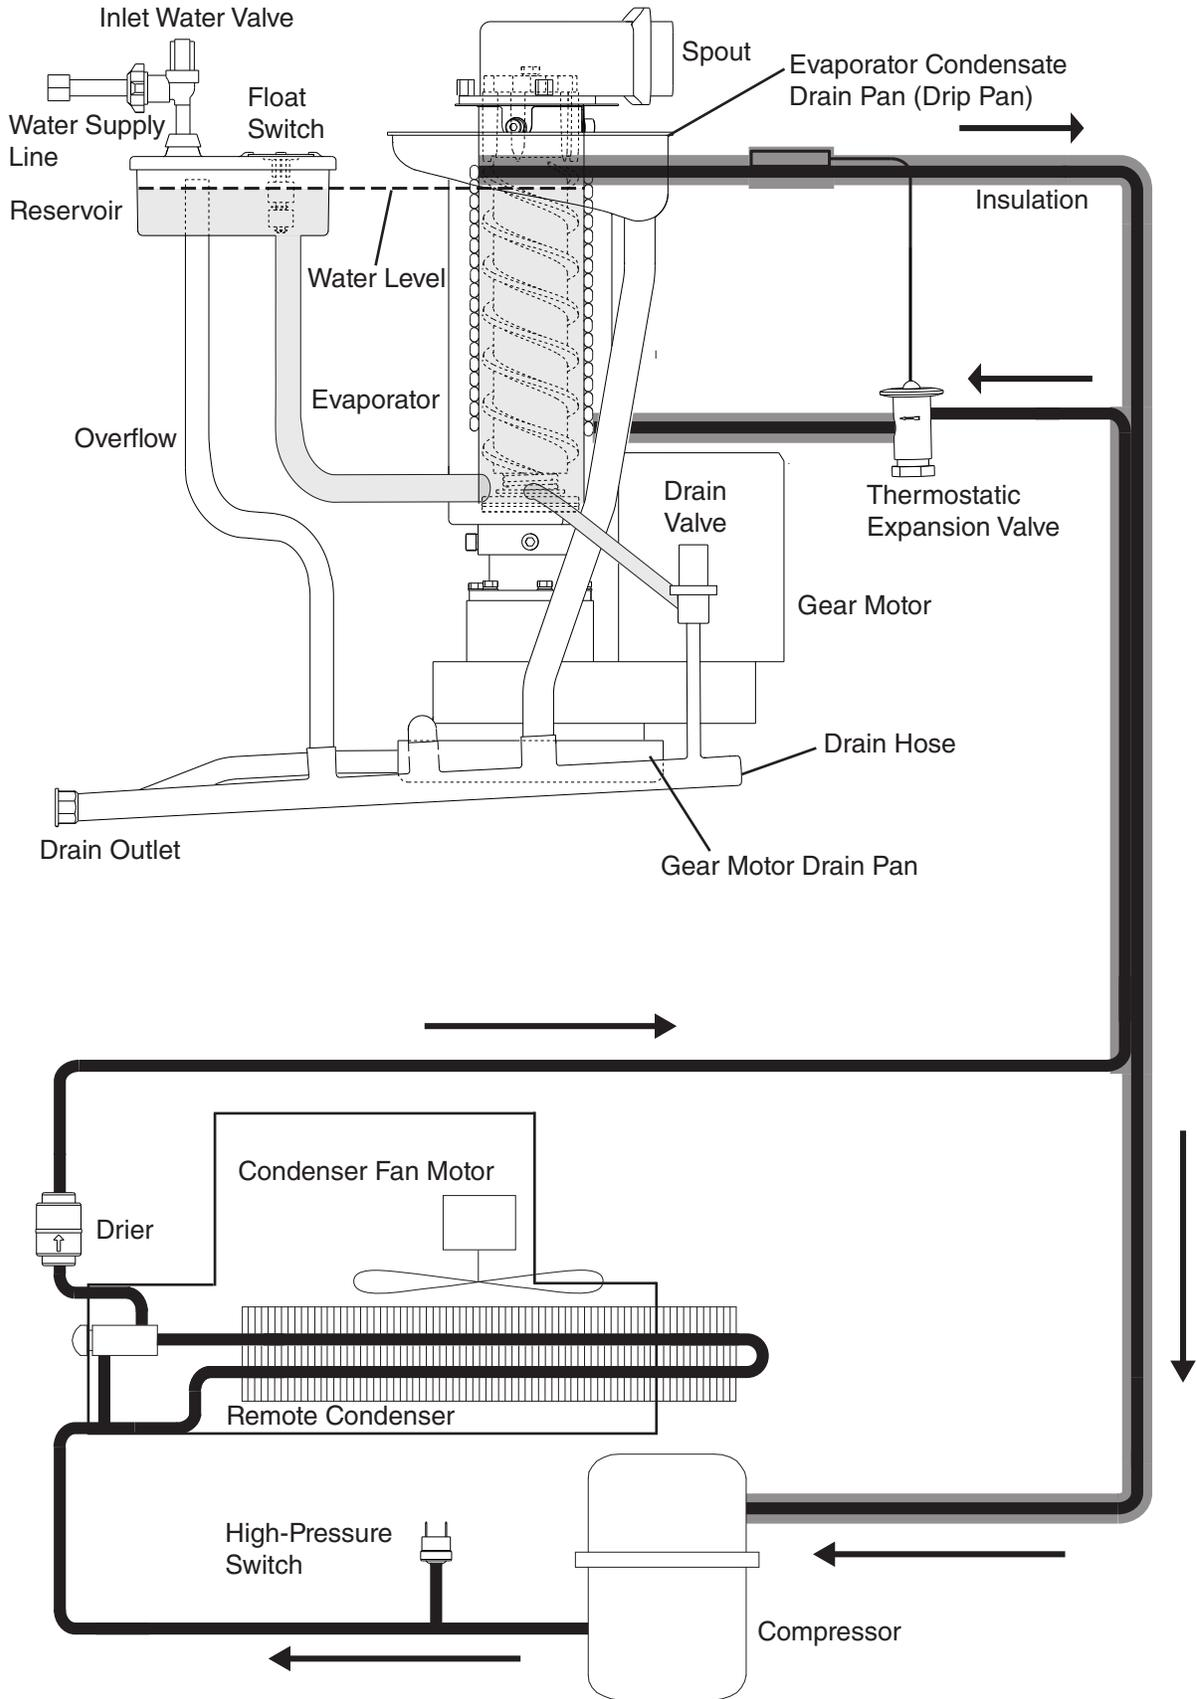 Inlet Water Valve
Spout
Evaporator Condensate
Drain Pan (Drip Pan)
Float
Switch
Water Supply
Line
Insulation
Reservoir
Water Level
Evaporator
Overflow
Drain
Valve
Thermostatic
Expansion Valve
Gear Motor
Drain Hose
Drain Outlet
Gear Motor Drain Pan
Condenser Fan Motor
Drier
Remote Condenser
High-Pressure
Switch
Compressor